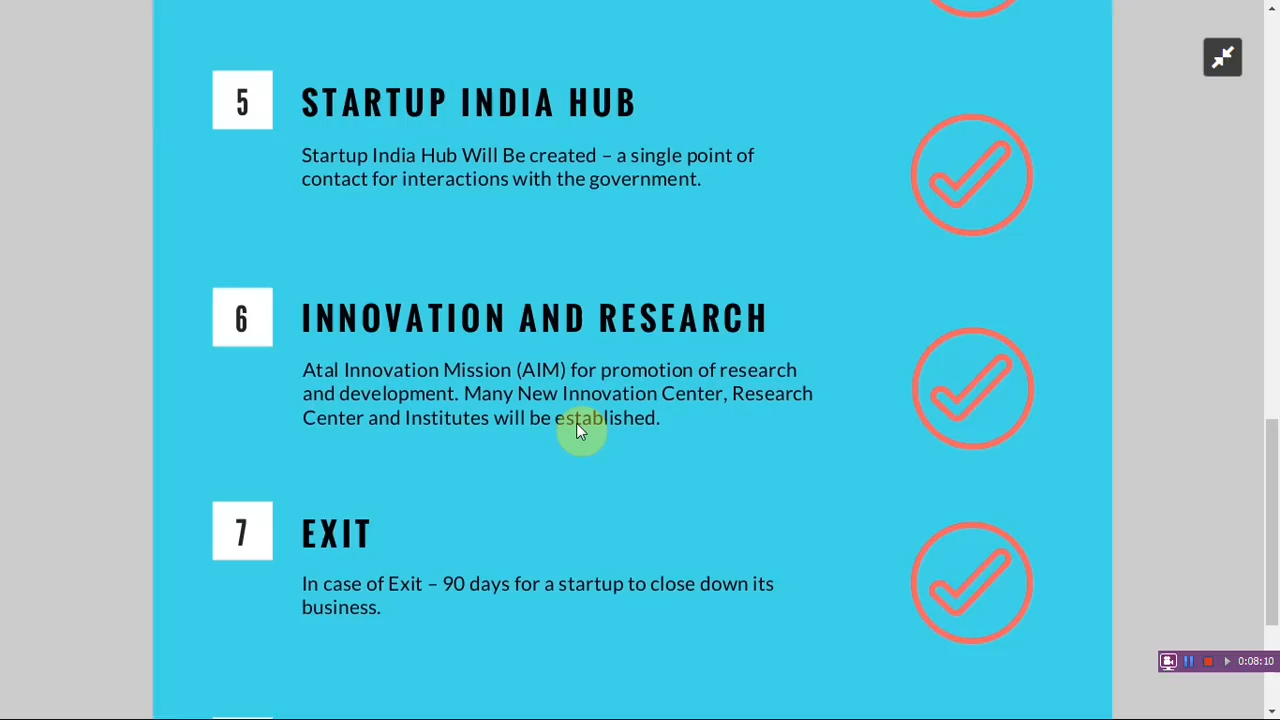 5
STARTUP INDIA HUB
Startup India Hub Will Be created – a single point of
contact for interactions with the government.
6
INNOVATION AND RESEARCH
Atal Innovation Mission (AIM) for promotion of research
and development. Many New Innovation Center, Research
Center and Institutes will be established.
7
EXIT
In case of Exit – 90 days for a startup to close down its
business.
0:08:10